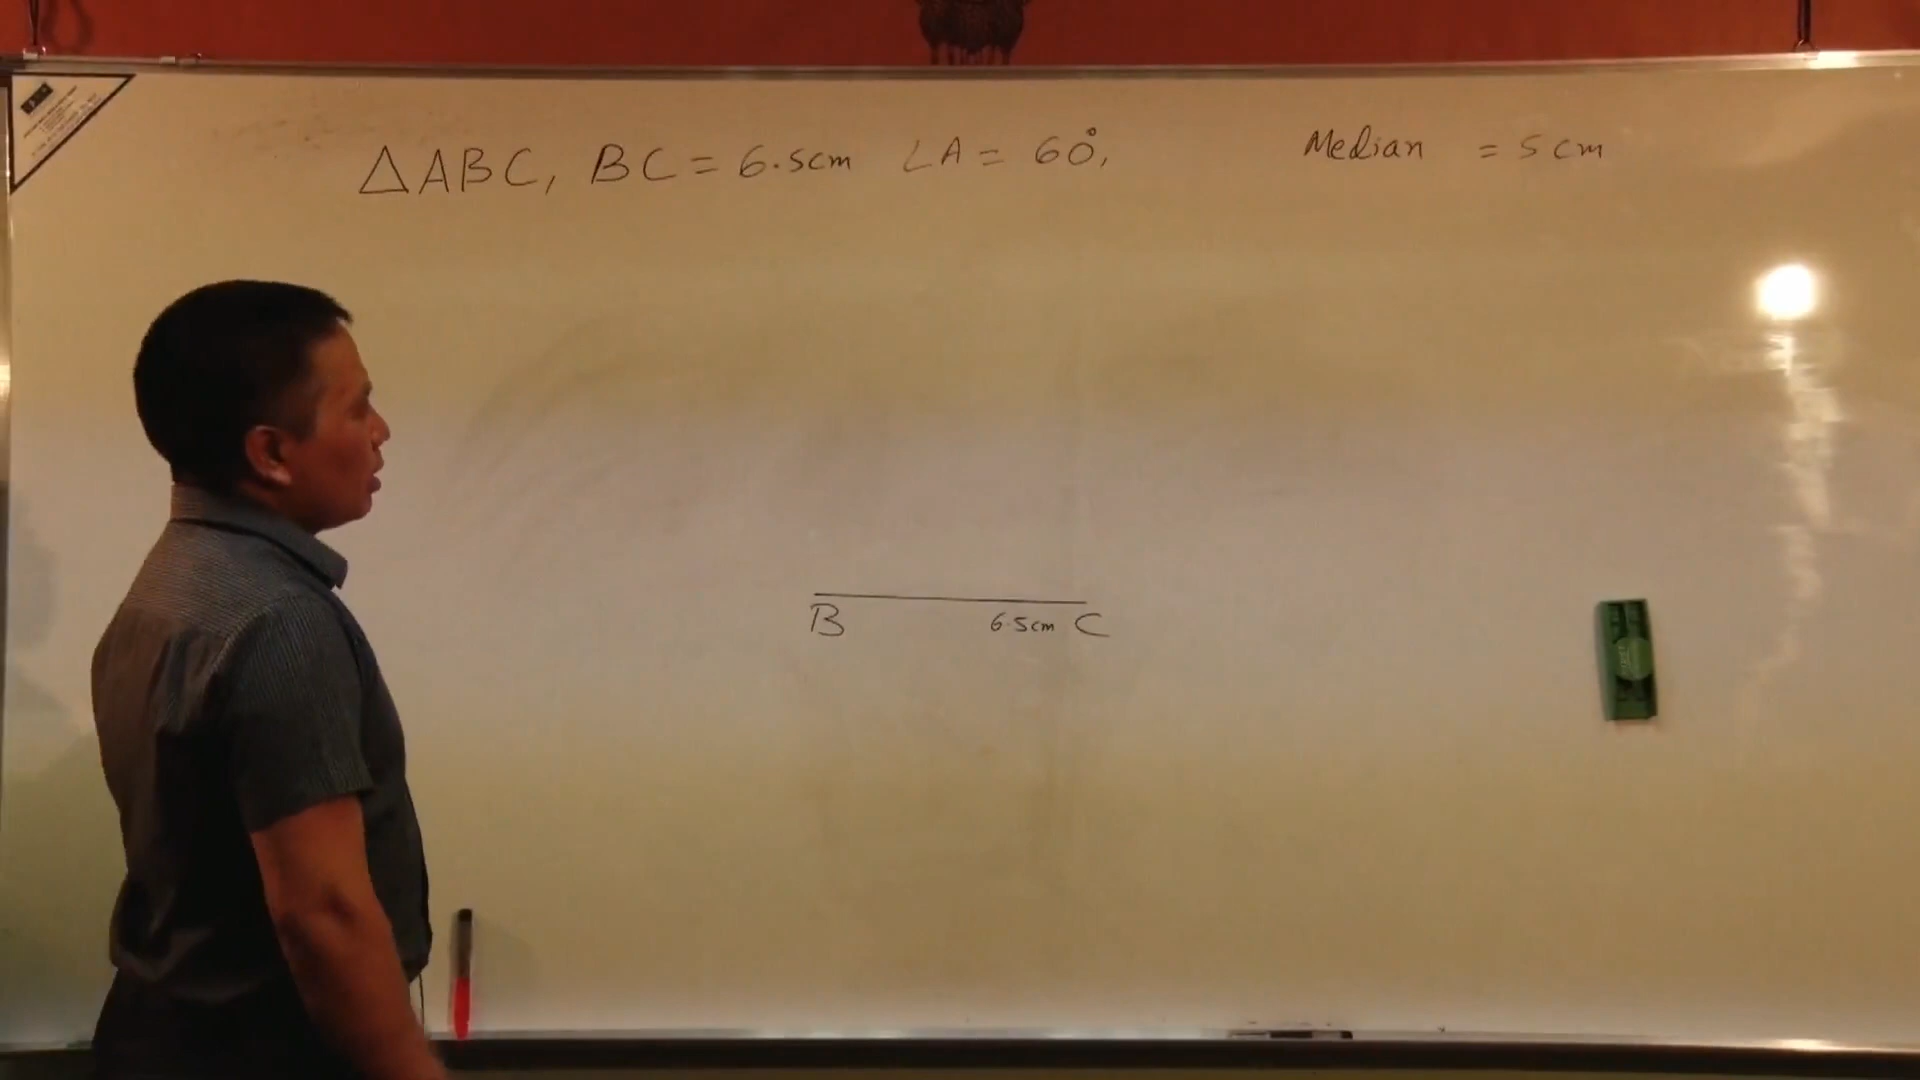 △ABC, BC = 6.5cm ∠A = 60°, Median = 5cm
B 6.5cm C